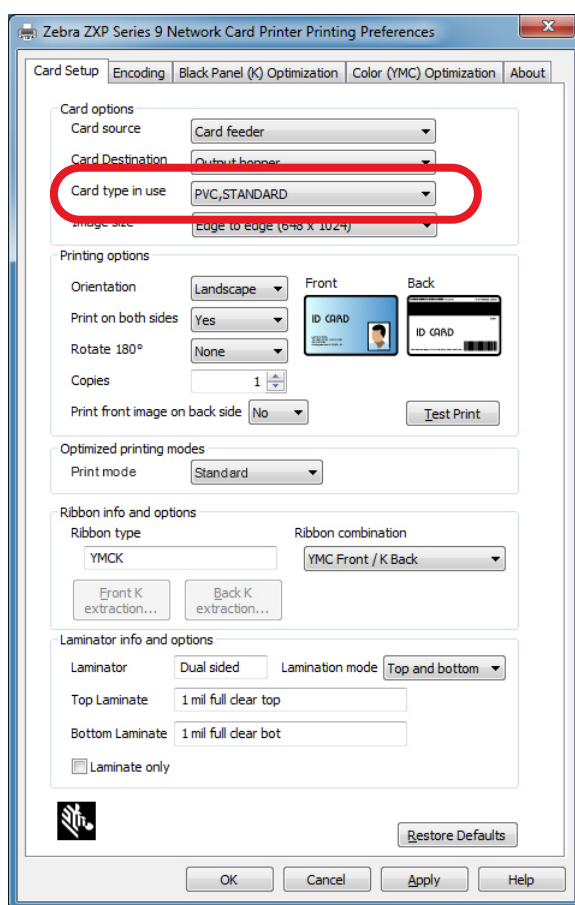 Zebra ZXP Series 9 Network Card Printer Printing Preferences
Card Setup Encoding Black Panel (K) Optimization Color (YMC) Optimization About
Card options
Card source Card feeder
Card Destination Output hopper
Card type in use PVC,STANDARD
Image size Edge to edge (648 x 1024)
Printing options
Orientation Landscape Front Back
Print on both sides Yes
ID CARD ID CARD
Rotate 180° None
Copies 1
Print front image on back side No Test Print
Optimized printing modes
Print mode Standard
Ribbon info and options
Ribbon type Ribbon combination
YMCK YMC Front / K Back
Front K extraction... Back K extraction...
Laminator info and options
Laminator Dual sided Lamination mode Top and bottom
Top Laminate 1 mil full clear top
Bottom Laminate 1 mil full clear bot
Laminate only
Restore Defaults
OK Cancel Apply Help